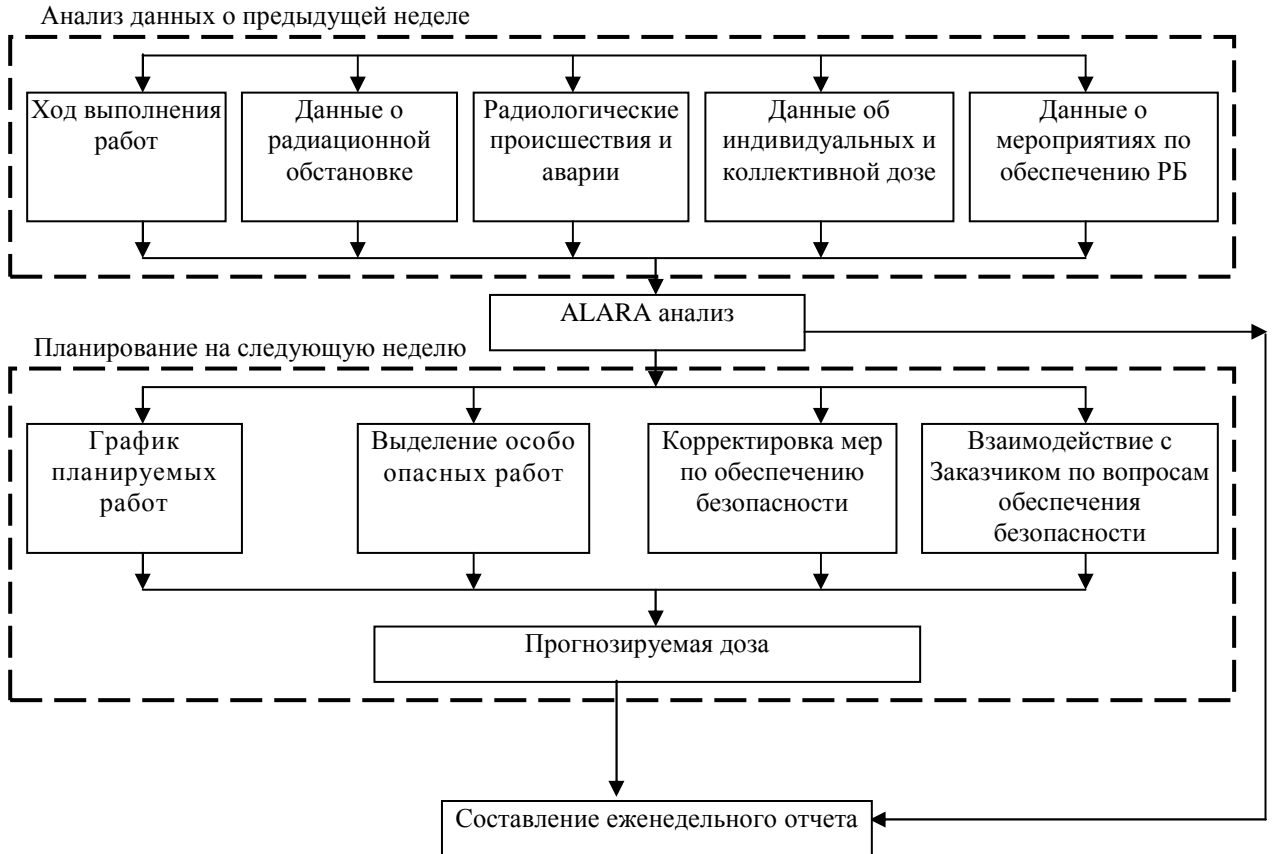 Анализ данных о предыдущей неделе
Ход выполнения
работ
Данные о
радиационной
обстановке
Радиологические
происшествия и
аварии
Данные об
индивидуальных и
коллективной дозе
Данные о
мероприятиях по
обеспечению РБ
ALARA анализ
Планирование на следующую неделю
График
планируемых
работ
Выделение особо
опасных работ
Корректировка мер
по обеспечению
безопасности
Взаимодействие с
Заказчиком по вопросам
обеспечения
безопасности
Прогнозируемая доза
Составление еженедельного отчета